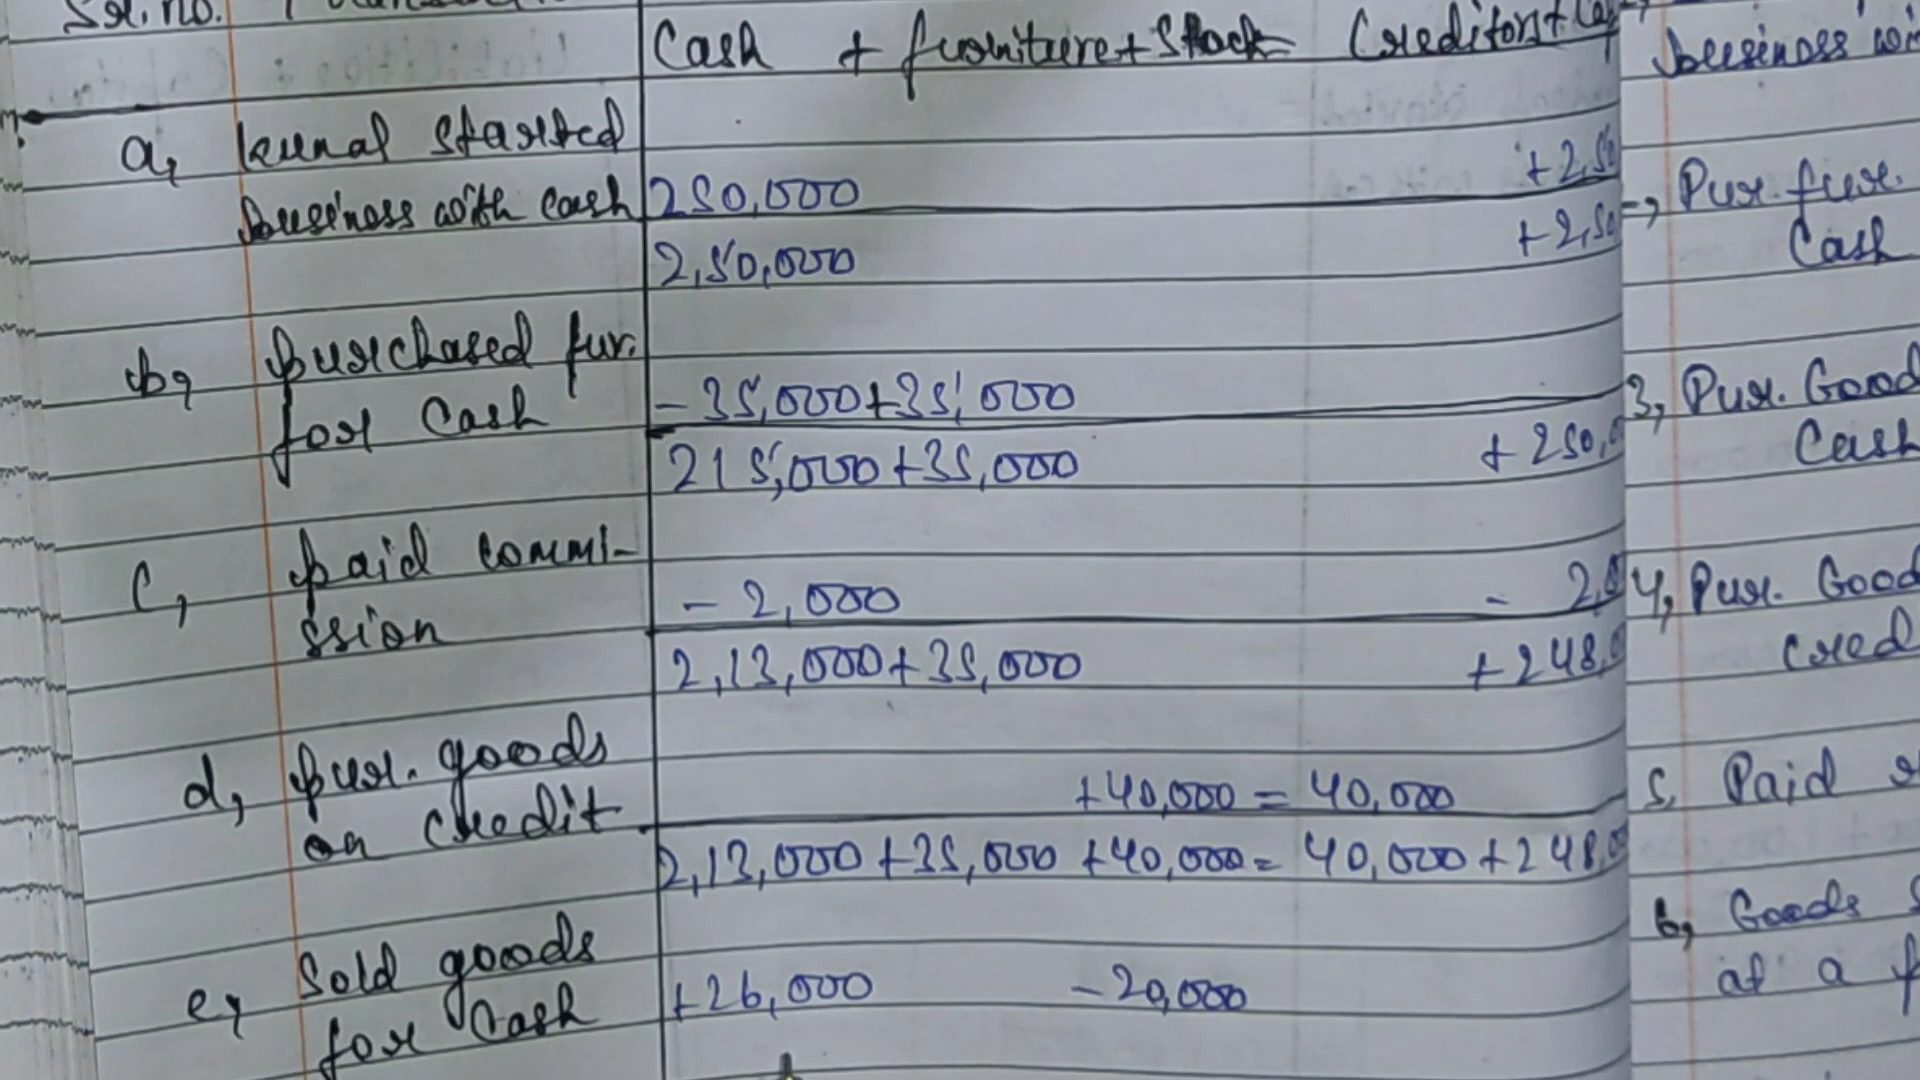 Sr. no.
Cash + furniture + Stock = Creditors +
a, kunal started
business with cash 250,000 +2,50
2,50,000 +2,50
b, purchased fur.
for Cash -35,000+35,000
215,000+35,000 +250,0
c, paid commi-
ssion -2,000 - 2,0
2,13,000+35,000 +248,0
d, pur. goods
on credit +40,000 = 40,000
2,13,000+35,000 +40,000 = 40,000+248,0
e, Sold goods
for Cash +26,000 -20,000
business wi
Pur. fur.
Cash
3, Pur. Good
Cash
4, Pur. Good
Cred
5, Paid
6, Goods
at a